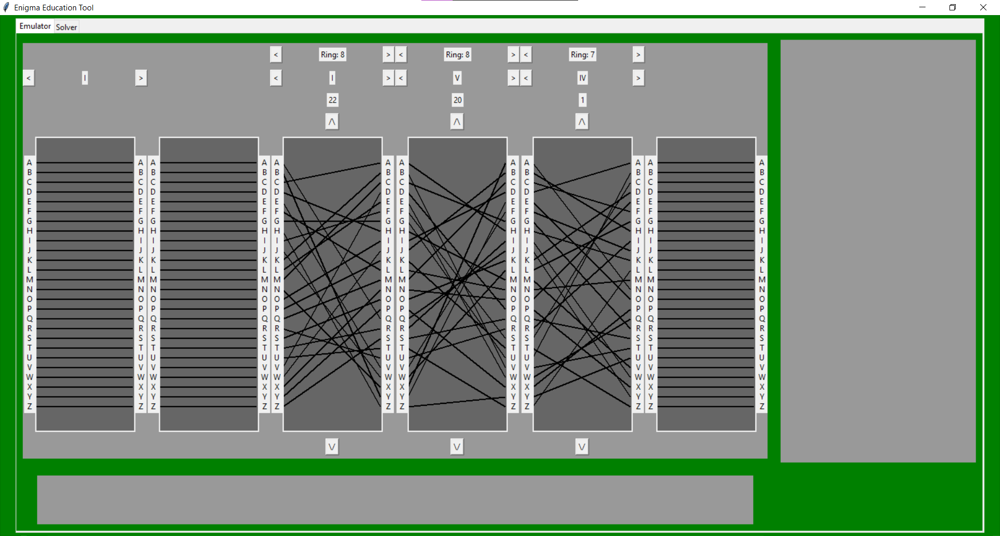 Enigma Education Tool
Emulator Solver
< Ring: 8 > < Ring: 8 > < Ring: 7 >
< I > < I > < V > < IV >
22 20 1
/\ /\ /\
A A A A A A A A A A A A
B B B B B B B B B B B B
C C C C C C C C C C C C
D D D D D D D D D D D D
E E E E E E E E E E E E
F F F F F F F F F F F F
G G G G G G G G G G G G
H H H H H H H H H H H H
I I I I I I I I I I I I
J J J J J J J J J J J J
K K K K K K K K K K K K
L L L L L L L L L L L L
M M M M M M M M M M M M
N N N N N N N N N N N N
O O O O O O O O O O O O
P P P P P P P P P P P P
Q Q Q Q Q Q Q Q Q Q Q Q
R R R R R R R R R R R R
S S S S S S S S S S S S
T T T T T T T T T T T T
U U U U U U U U U U U U
V V V V V V V V V V V V
W W W W W W W W W W W W
X X X X X X X X X X X X
Y Y Y Y Y Y Y Y Y Y Y Y
Z Z Z Z Z Z Z Z Z Z Z Z
\/ \/ \/